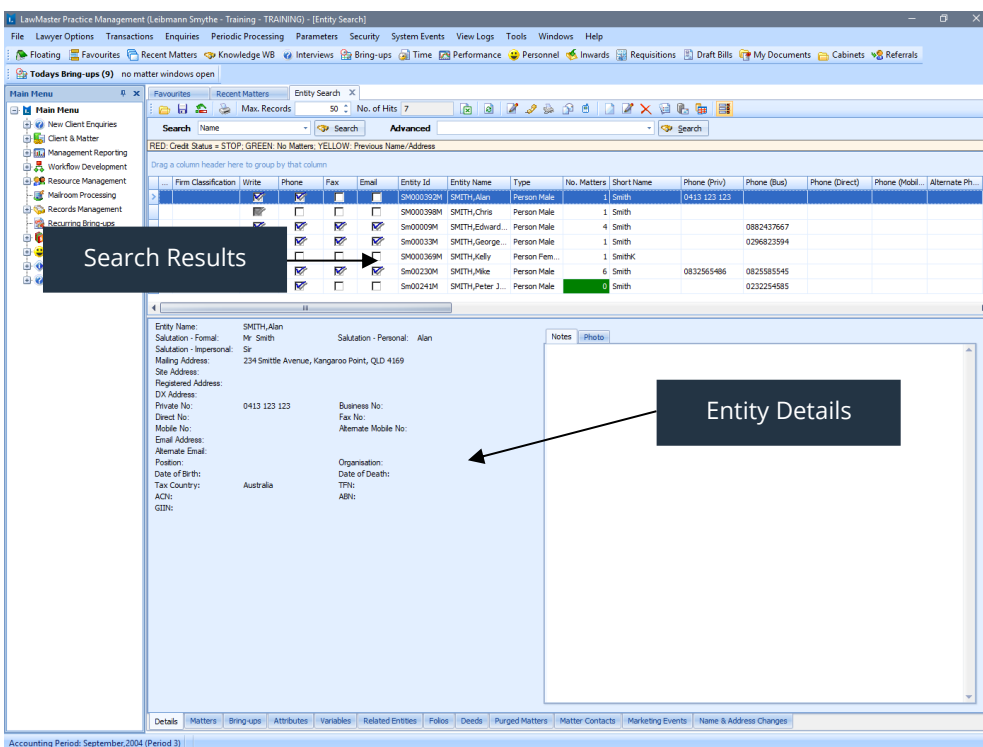 LawMaster Practice Management (Leibmann Smythe - Training - TRAINING) - [Entity Search]
File Lawyer Options Transactions Enquiries Periodic Processing Parameters Security System Events View Logs Tools Windows Help
Floating Favourites Recent Matters Knowledge WB Interviews Bring-ups Time Performance Personnel Inwards Requisitions Draft Bills My Documents Cabinets Referrals
Todays Bring-ups (9) no matter windows open
Main Menu
Main Menu
New Client Enquiries
Client & Matter
Management Reporting
Workflow Development
Resource Management
Records Management
Mailroom Processing
Recurring Bring-ups
Favourites Recent Matters Entity Search X
Max. Records 50 No. of Hits 7
Search Name Search Advanced Search
RED: Credit Status = STOP; GREEN: No Matters; YELLOW: Previous Name/Address
Drag a column header here to group by that column
... Firm Classification Write Phone Fax Email Entity Id Entity Name Type No. Matters Short Name Phone (Priv) Phone (Bus) Phone (Direct) Phone (Mobil... Alternate Ph...
SM000392M SMITH,Alan Person Male 1 Smith 0413 123 123
SM000398M SMITH,Chris Person Male 1 Smith
Sm00009M SMITH,Edward... Person Male 4 Smith 0882437667
Sm00033M SMITH,George... Person Male 1 Smith 0296823594
SM000369M SMITH,Kelly Person Fem... 1 SmithK
Sm00230M SMITH,Mike Person Male 6 Smith 0832565486 0825585545
Sm00241M SMITH,Peter J... Person Male 0 Smith 0232254585
Search Results
Entity Name: SMITH,Alan
Salutation - Formal: Mr Smith Salutation - Personal: Alan
Salutation - Impersonal: Sir
Mailing Address: 234 Smittle Avenue, Kangaroo Point, QLD 4169
Site Address:
Registered Address:
DX Address:
Private No: 0413 123 123 Business No:
Direct No: Fax No:
Mobile No: Alternate Mobile No:
Email Address:
Alternate Email:
Position: Organisation:
Date of Birth: Date of Death:
Tax Country: Australia TFN:
ACN: ABN:
GIIN:
Notes Photo
Entity Details
Details Matters Bring-ups Attributes Variables Related Entities Folios Deeds Purged Matters Matter Contacts Marketing Events Name & Address Changes
Accounting Period: September,2004 (Period 3)